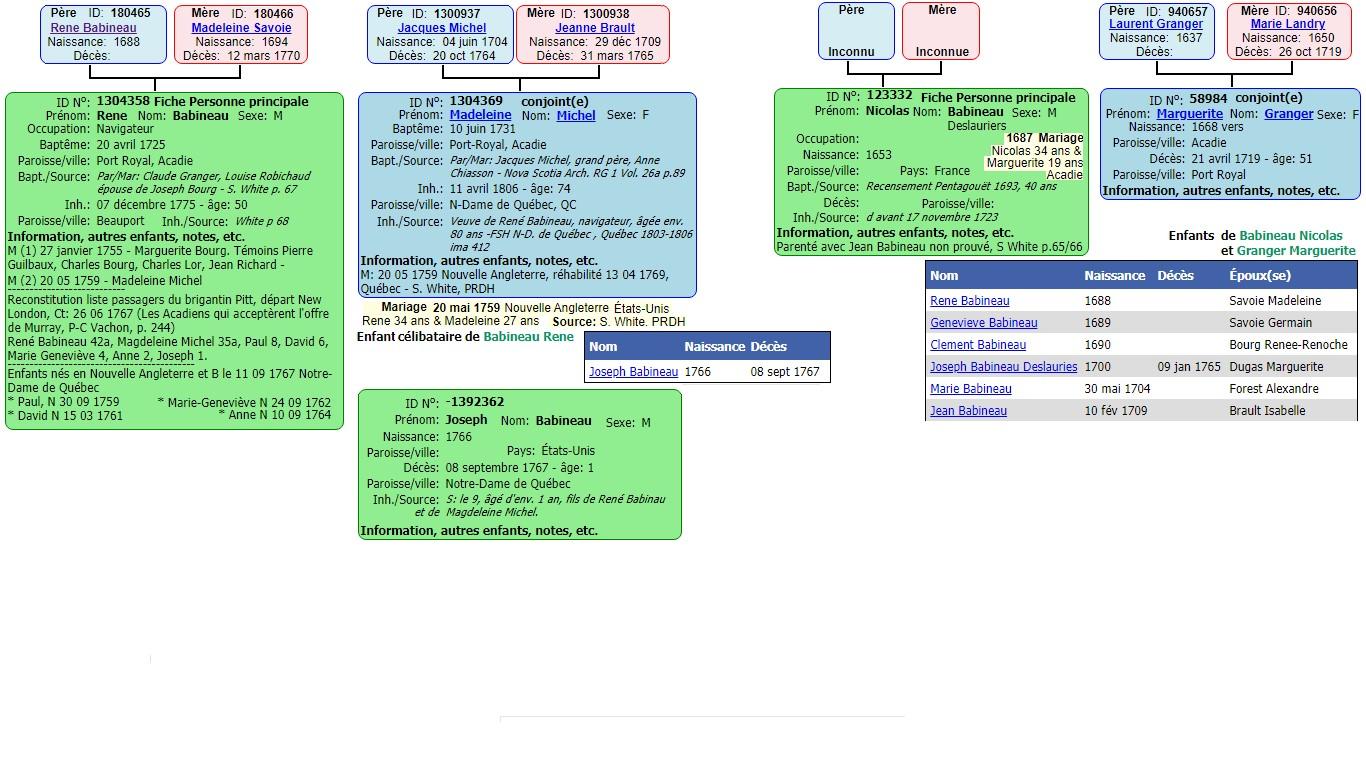 Père ID: 180465
Rene Babineau
Naissance: 1688
Décès:
Mère ID: 180466
Madeleine Savoie
Naissance: 1694
Décès: 12 mars 1770
ID Nº: 1304358 Fiche Personne principale
Prénom: Rene Nom: Babineau Sexe: M
Occupation: Navigateur
Baptême: 20 avril 1725
Paroisse/ville: Port Royal, Acadie
Bapt./Source: Par/Mar: Claude Granger, Louise Robichaud
épouse de Joseph Bourg - S. White p. 67
Inh.: 07 décembre 1775 - âge: 50
Paroisse/ville: Beauport Inh./Source: White p 68
Information, autres enfants, notes, etc.
M (1) 27 janvier 1755 - Marguerite Bourg. Témoins Pierre
Guilbaux, Charles Bourg, Charles Lor, Jean Richard -
M (2) 20 05 1759 - Madeleine Michel
----------------------------
Reconstitution liste passagers du brigantin Pitt, départ New
London, Ct: 26 06 1767 (Les Acadiens qui acceptèrent l'offre
de Murray, P-C Vachon, p. 244)
René Babineau 42a, Magdeleine Michel 35a, Paul 8, David 6,
Marie Geneviève 4, Anne 2, Joseph 1.
--------------------------------------------
Enfants nés en Nouvelle Angleterre et B le 11 09 1767 Notre-
Dame de Québec
* Paul, N 30 09 1759 * Marie-Geneviève N 24 09 1762
* David N 15 03 1761 * Anne N 10 09 1764
Père ID: 1300937
Jacques Michel
Naissance: 04 juin 1704
Décès: 20 oct 1764
Mère ID: 1300938
Jeanne Brault
Naissance: 29 déc 1709
Décès: 31 mars 1765
ID Nº: 1304369 conjoint(e)
Prénom: Madeleine Nom: Michel Sexe: F
Baptême: 10 juin 1731
Paroisse/ville: Port-Royal, Acadie
Bapt./Source: Par/Mar: Jacques Michel, grand père, Anne
Chiasson - Nova Scotia Arch. RG 1 Vol. 26a p.89
Inh.: 11 avril 1806 - âge: 74
Paroisse/ville: N-Dame de Québec, QC
Inh./Source: Veuve de René Babineau, navigateur, âgée env.
80 ans -FSH N-D. de Québec , Québec 1803-1806
ima 412
Information, autres enfants, notes, etc.
M: 20 05 1759 Nouvelle Angleterre, réhabilité 13 04 1769,
Québec - S. White, PRDH
Mariage 20 mai 1759 Nouvelle Angleterre États-Unis
Rene 34 ans & Madeleine 27 ans Source: S. White, PRDH
Enfant célibataire de Babineau Rene
Nom Naissance Décès
Joseph Babineau 1766 08 sept 1767
ID Nº: -1392362
Prénom: Joseph Nom: Babineau Sexe: M
Naissance: 1766
Paroisse/ville: Pays: États-Unis
Décès: 08 septembre 1767 - âge: 1
Paroisse/ville: Notre-Dame de Québec
Inh./Source: S: le 9, âgé d'env. 1 an, fils de René Babinau
et de Magdeleine Michel.
Information, autres enfants, notes, etc.
Père
Inconnu
Mère
Inconnue
ID Nº: 123332 Fiche Personne principale
Prénom: Nicolas Nom: Babineau Sexe: M
Deslauriers
Occupation:
1687 Mariage
Nicolas 34 ans &
Marguerite 19 ans
Acadie
Naissance: 1653
Paroisse/ville: Pays: France
Bapt./Source: Recensement Pentagouët 1693, 40 ans
Décès: Paroisse/ville:
Inh./Source: d avant 17 novembre 1723
Information, autres enfants, notes, etc.
Parenté avec Jean Babineau non prouvé, S White p.65/66
Père ID: 940657
Laurent Granger
Naissance: 1637
Décès:
Mère ID: 940656
Marie Landry
Naissance: 1650
Décès: 26 oct 1719
ID Nº: 58984 conjoint(e)
Prénom: Marguerite Nom: Granger Sexe: F
Naissance: 1668 vers
Paroisse/ville: Acadie
Décès: 21 avril 1719 - âge: 51
Paroisse/ville: Port Royal
Information, autres enfants, notes, etc.
Enfants de Babineau Nicolas
et Granger Marguerite
Nom Naissance Décès Époux(se)
Rene Babineau 1688 Savoie Madeleine
Genevieve Babineau 1689 Savoie Germain
Clement Babineau 1690 Bourg Renee-Renoche
Joseph Babineau Deslauries 1700 09 jan 1765 Dugas Marguerite
Marie Babineau 30 mai 1704 Forest Alexandre
Jean Babineau 10 fév 1709 Brault Isabelle